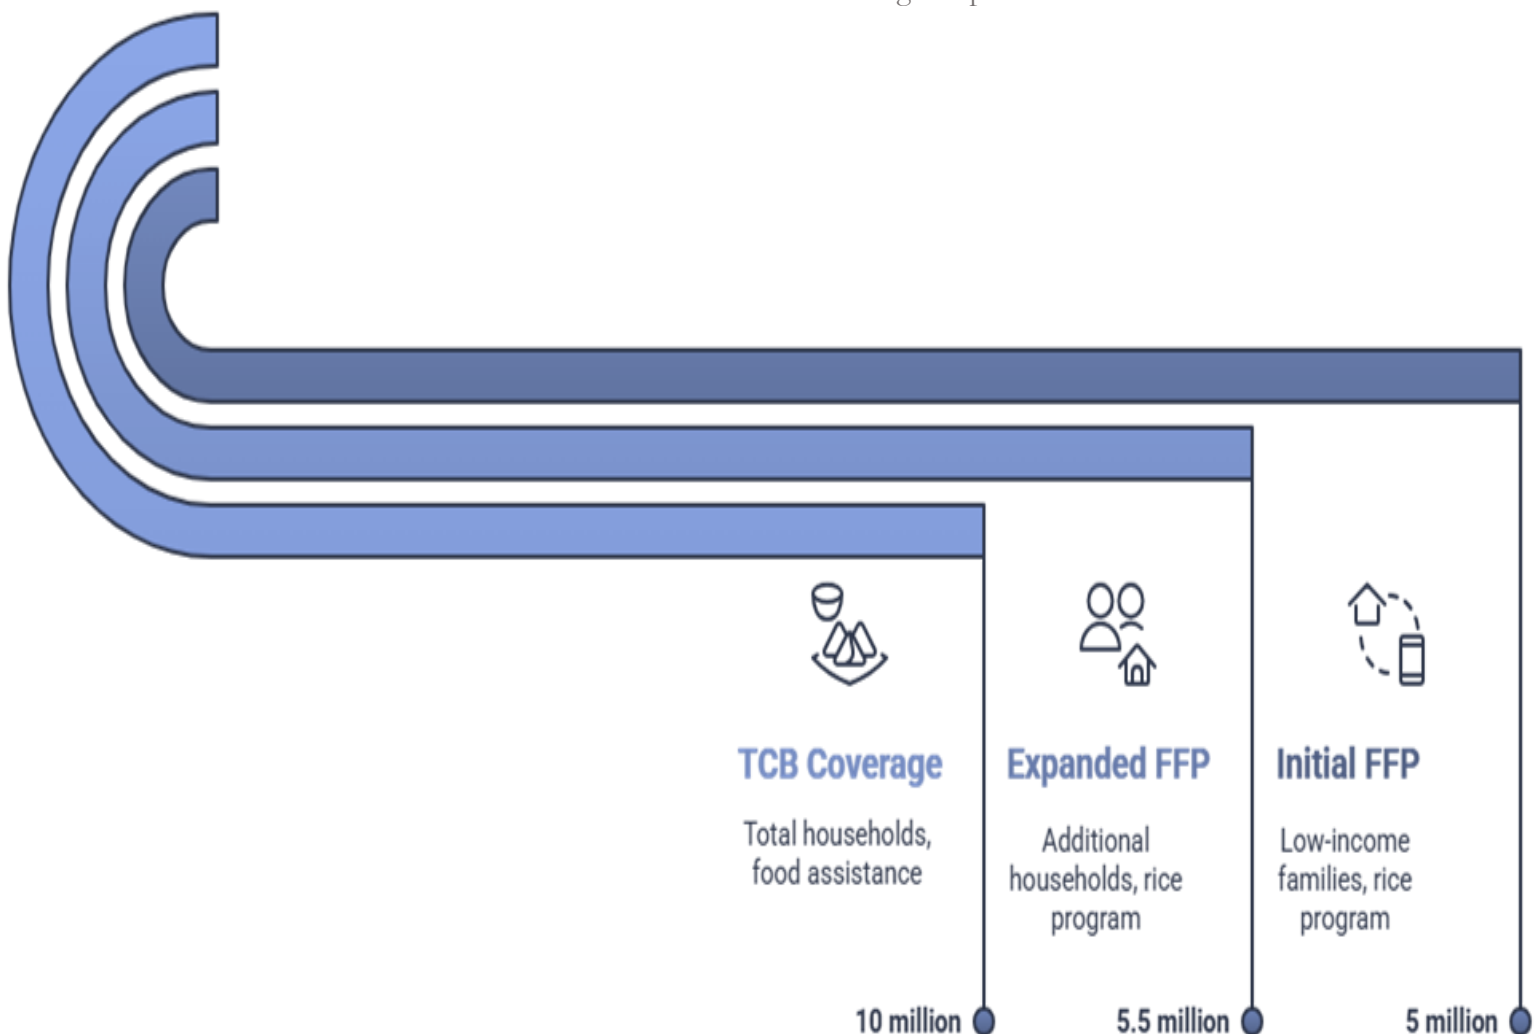 TCB Coverage
Total households,
food assistance
10 million
Expanded FFP
Additional
households, rice
program
5.5 million
Initial FFP
Low-income
families, rice
program
5 million